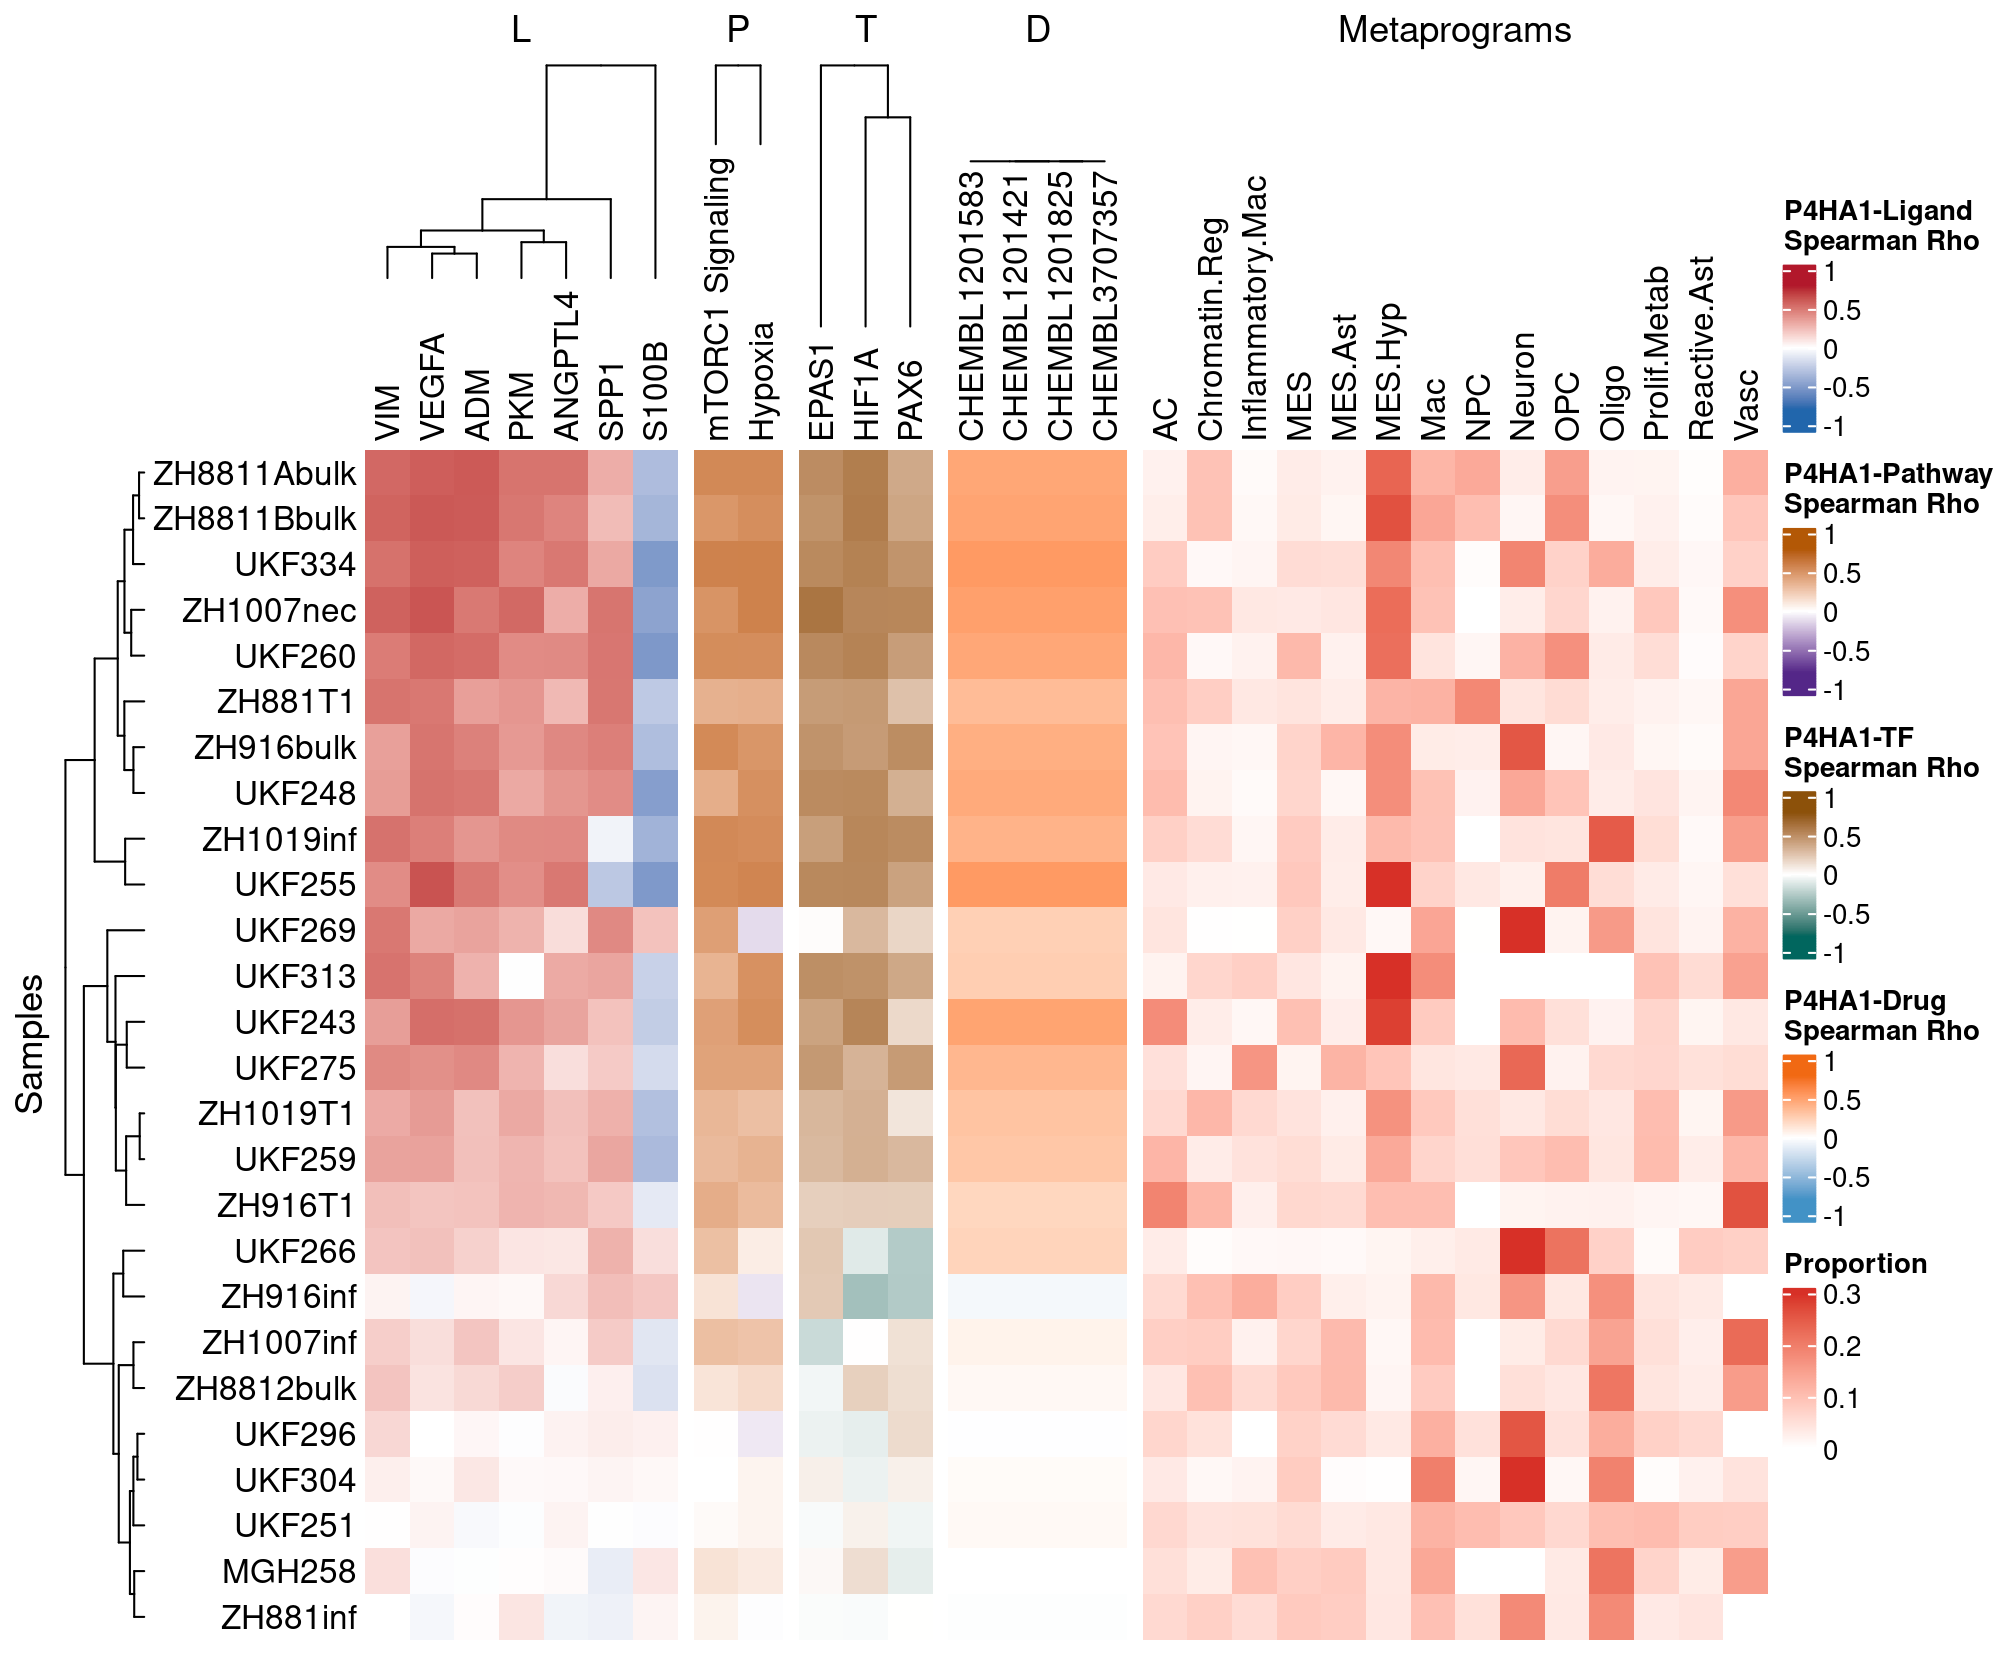 L P T D Metaprograms
VIM
VEGFA
ADM
PKM
ANGPTL4
SPP1
S100B
mTORC1 Signaling
Hypoxia
EPAS1
HIF1A
PAX6
CHEMBL1201583
CHEMBL1201421
CHEMBL1201825
CHEMBL3707357
AC
Chromatin.Reg
Inflammatory.Mac
MES
MES.Ast
MES.Hyp
Mac
NPC
Neuron
OPC
Oligo
Prolif.Metab
Reactive.Ast
Vasc
Samples
ZH8811Abulk
ZH8811Bbulk
UKF334
ZH1007nec
UKF260
ZH881T1
ZH916bulk
UKF248
ZH1019inf
UKF255
UKF269
UKF313
UKF243
UKF275
ZH1019T1
UKF259
ZH916T1
UKF266
ZH916inf
ZH1007inf
ZH8812bulk
UKF296
UKF304
UKF251
MGH258
ZH881inf
P4HA1-Ligand
Spearman Rho
1
0.5
0
-0.5
-1
P4HA1-Pathway
Spearman Rho
1
0.5
0
-0.5
-1
P4HA1-TF
Spearman Rho
1
0.5
0
-0.5
-1
P4HA1-Drug
Spearman Rho
1
0.5
0
-0.5
-1
Proportion
0.3
0.2
0.1
0